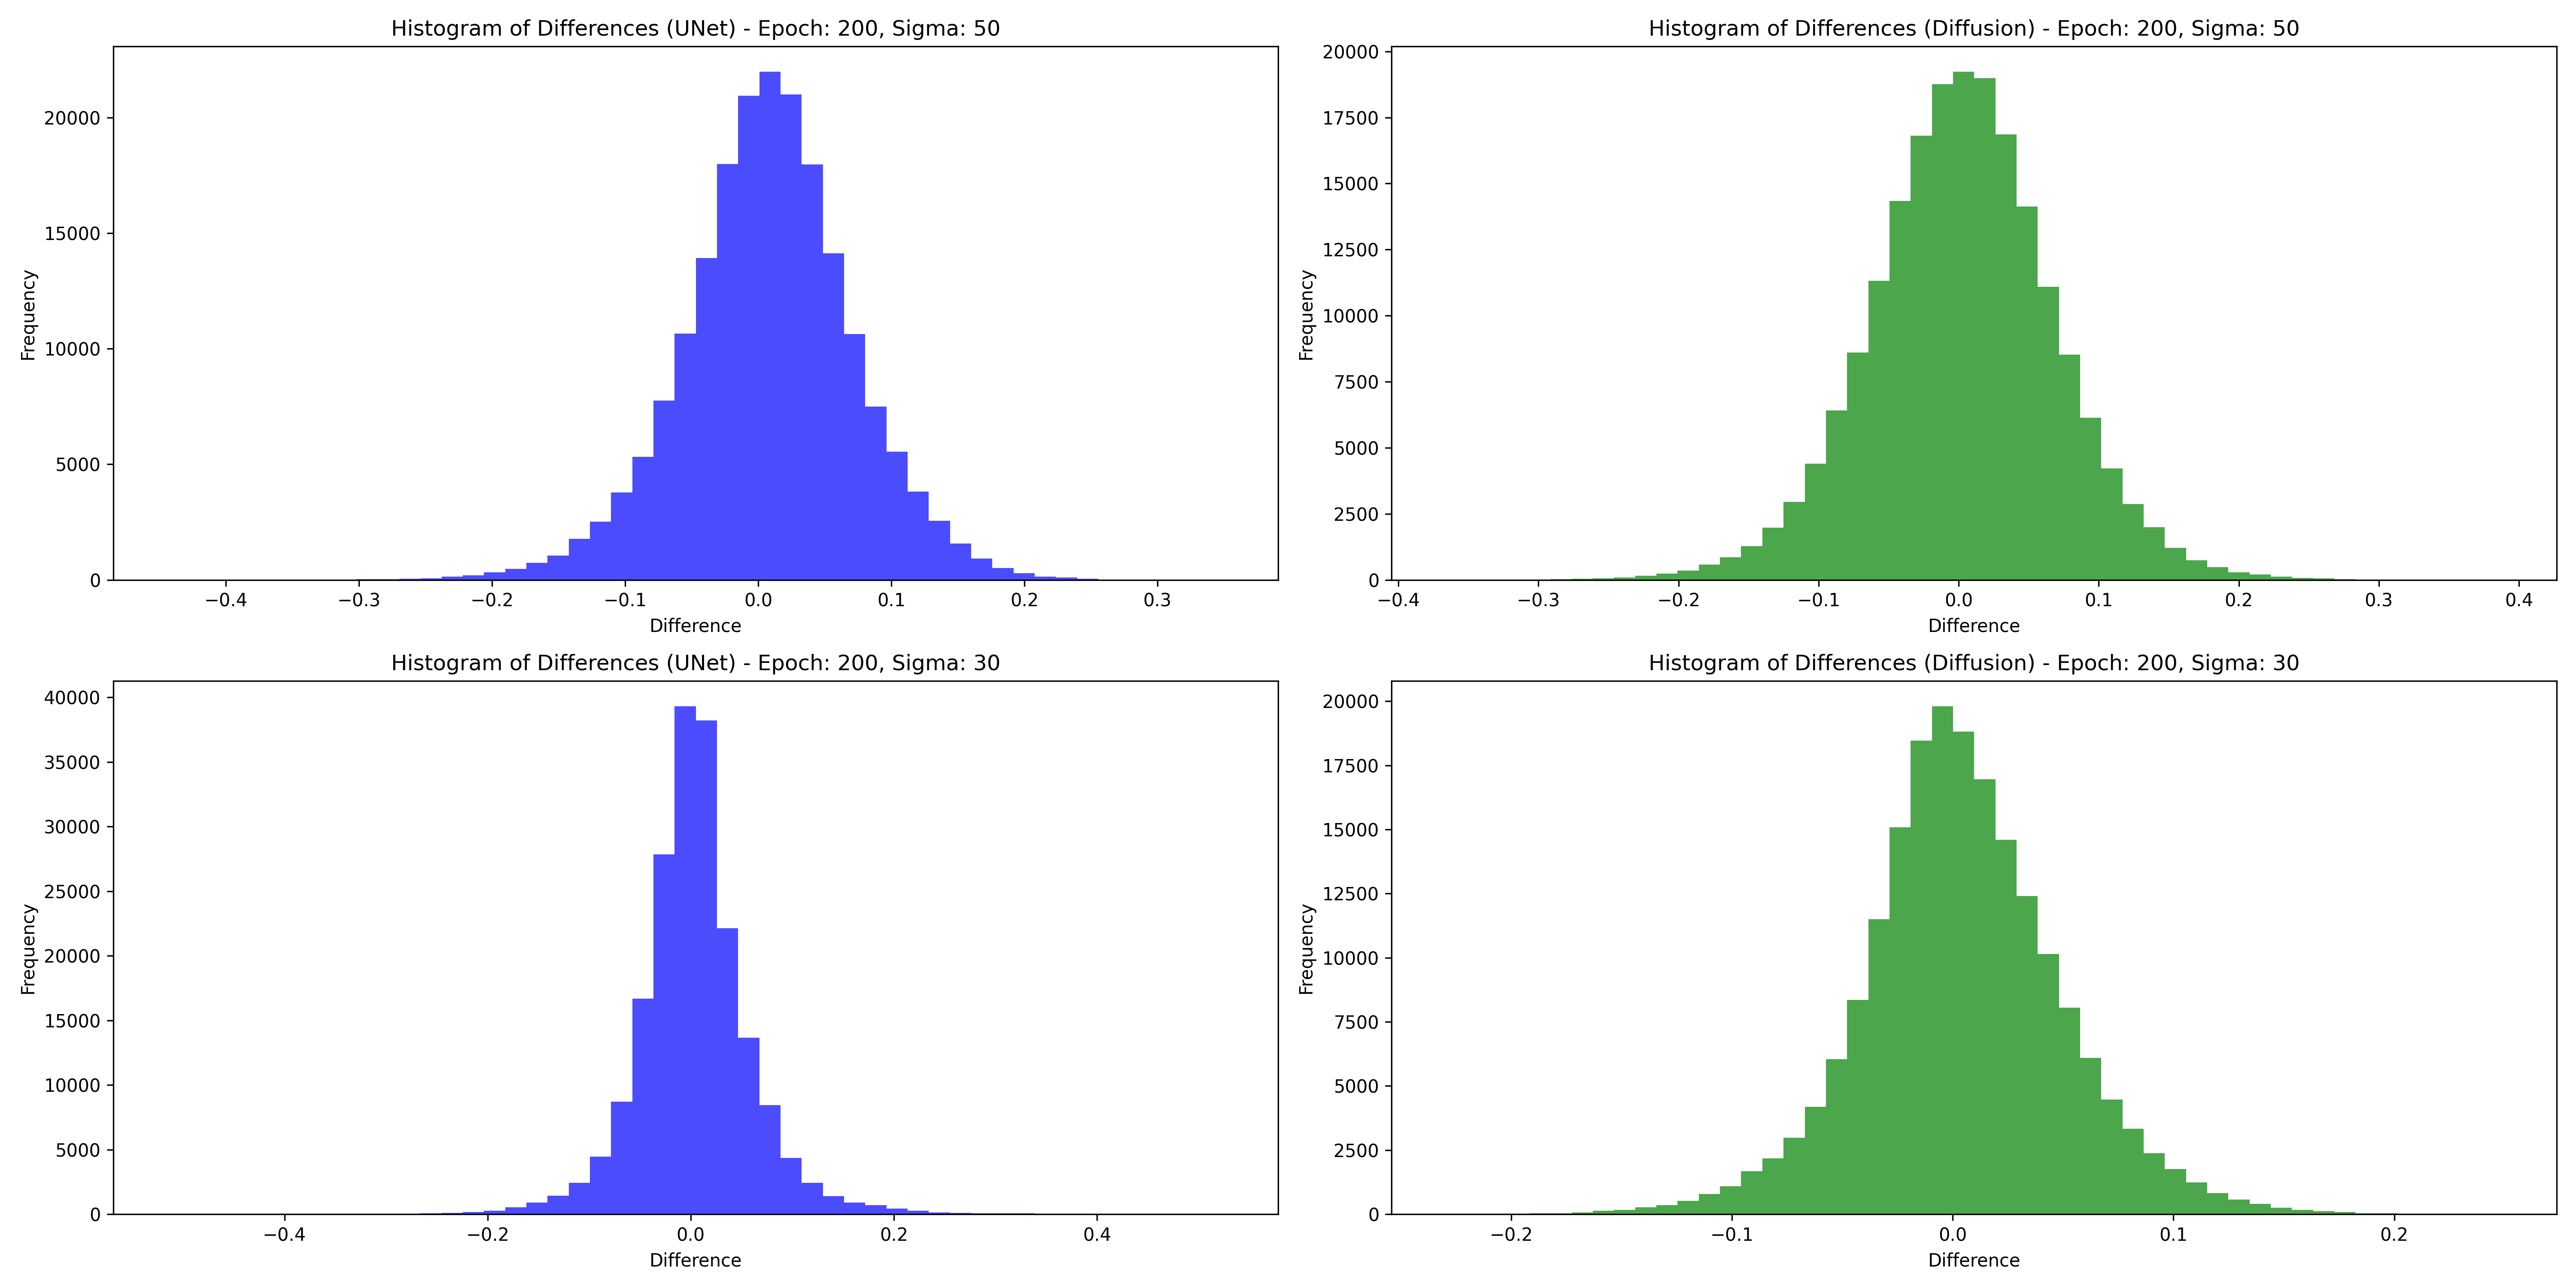 Histogram of Differences (UNet) - Epoch: 200, Sigma: 50
20000
15000
10000
5000
0
Frequency
−0.4 −0.3 −0.2 −0.1 0.0 0.1 0.2 0.3
Difference
Histogram of Differences (Diffusion) - Epoch: 200, Sigma: 50
20000
17500
15000
12500
10000
7500
5000
2500
0
Frequency
−0.4 −0.3 −0.2 −0.1 0.0 0.1 0.2 0.3 0.4
Difference
Histogram of Differences (UNet) - Epoch: 200, Sigma: 30
40000
35000
30000
25000
20000
15000
10000
5000
0
Frequency
−0.4 −0.2 0.0 0.2 0.4
Difference
Histogram of Differences (Diffusion) - Epoch: 200, Sigma: 30
20000
17500
15000
12500
10000
7500
5000
2500
0
Frequency
−0.2 −0.1 0.0 0.1 0.2
Difference